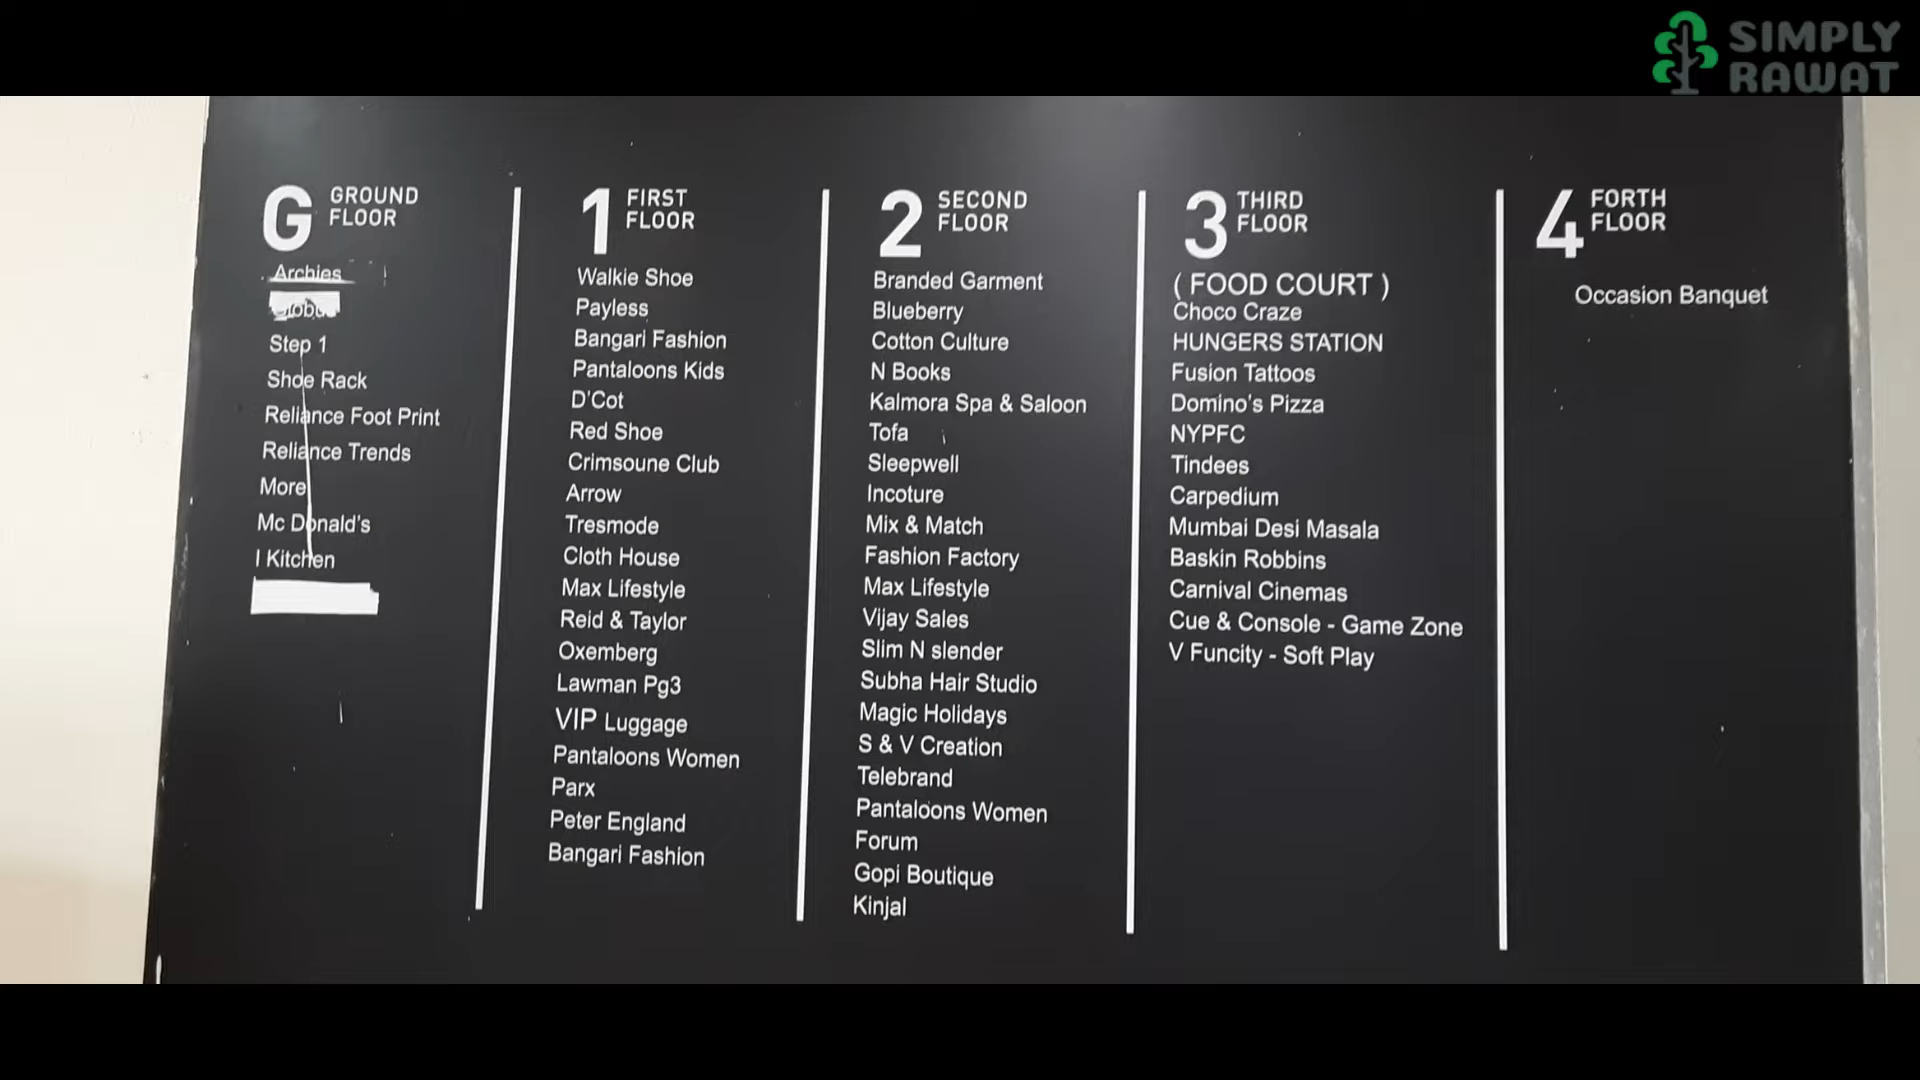 SIMPLY
RAWAT
G GROUND
FLOOR
Archies
Step 1
Shoe Rack
Reliance Foot Print
Reliance Trends
More
Mc Donald's
I Kitchen
1 FIRST
FLOOR
Walkie Shoe
Payless
Bangari Fashion
Pantaloons Kids
D'Cot
Red Shoe
Crimsoune Club
Arrow
Tresmode
Cloth House
Max Lifestyle
Reid & Taylor
Oxemberg
Lawman Pg3
VIP Luggage
Pantaloons Women
Parx
Peter England
Bangari Fashion
2 SECOND
FLOOR
Branded Garment
Blueberry
Cotton Culture
N Books
Kalmora Spa & Saloon
Tofa
Sleepwell
Incoture
Mix & Match
Fashion Factory
Max Lifestyle
Vijay Sales
Slim N slender
Subha Hair Studio
Magic Holidays
S & V Creation
Telebrand
Pantaloons Women
Forum
Gopi Boutique
Kinjal
3 THIRD
FLOOR
( FOOD COURT )
Choco Craze
HUNGERS STATION
Fusion Tattoos
Domino's Pizza
NYPFC
Tindees
Carpedium
Mumbai Desi Masala
Baskin Robbins
Carnival Cinemas
Cue & Console - Game Zone
V Funcity - Soft Play
4 FORTH
FLOOR
Occasion Banquet